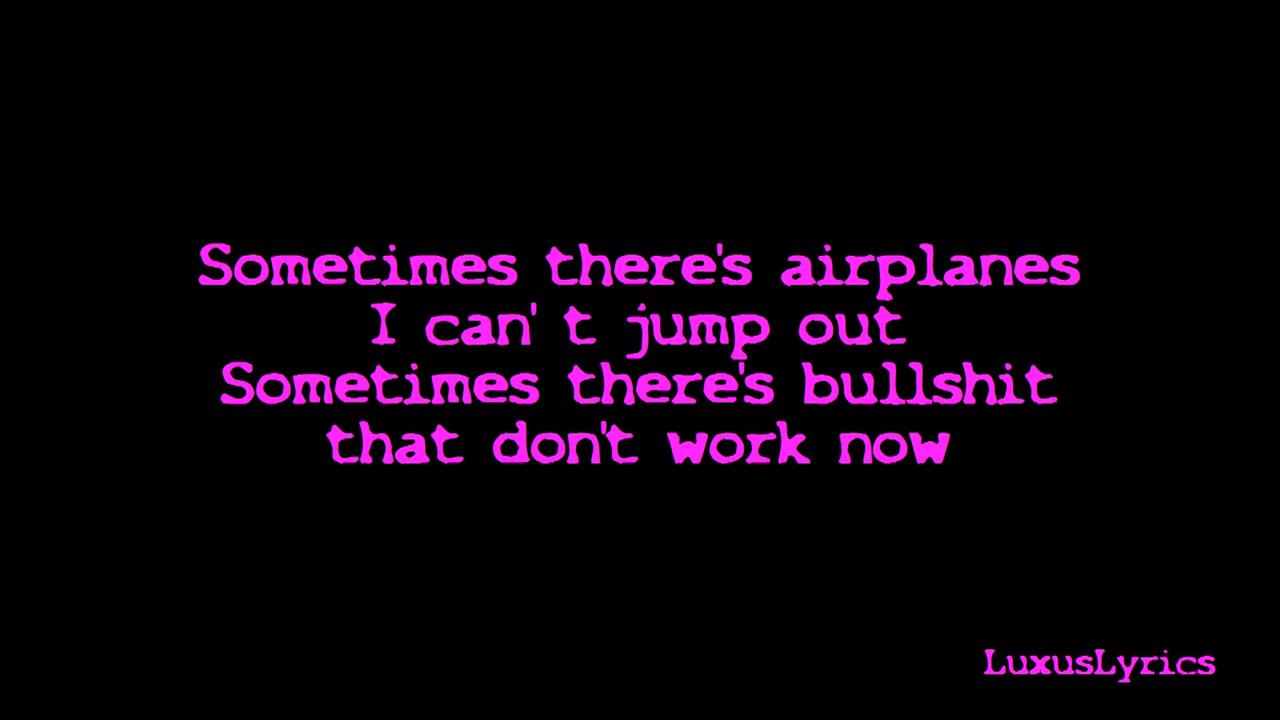 Sometimes there's airplanes
I can' t jump out
Sometimes there's bullshit
that don't work now
LuxusLyrics